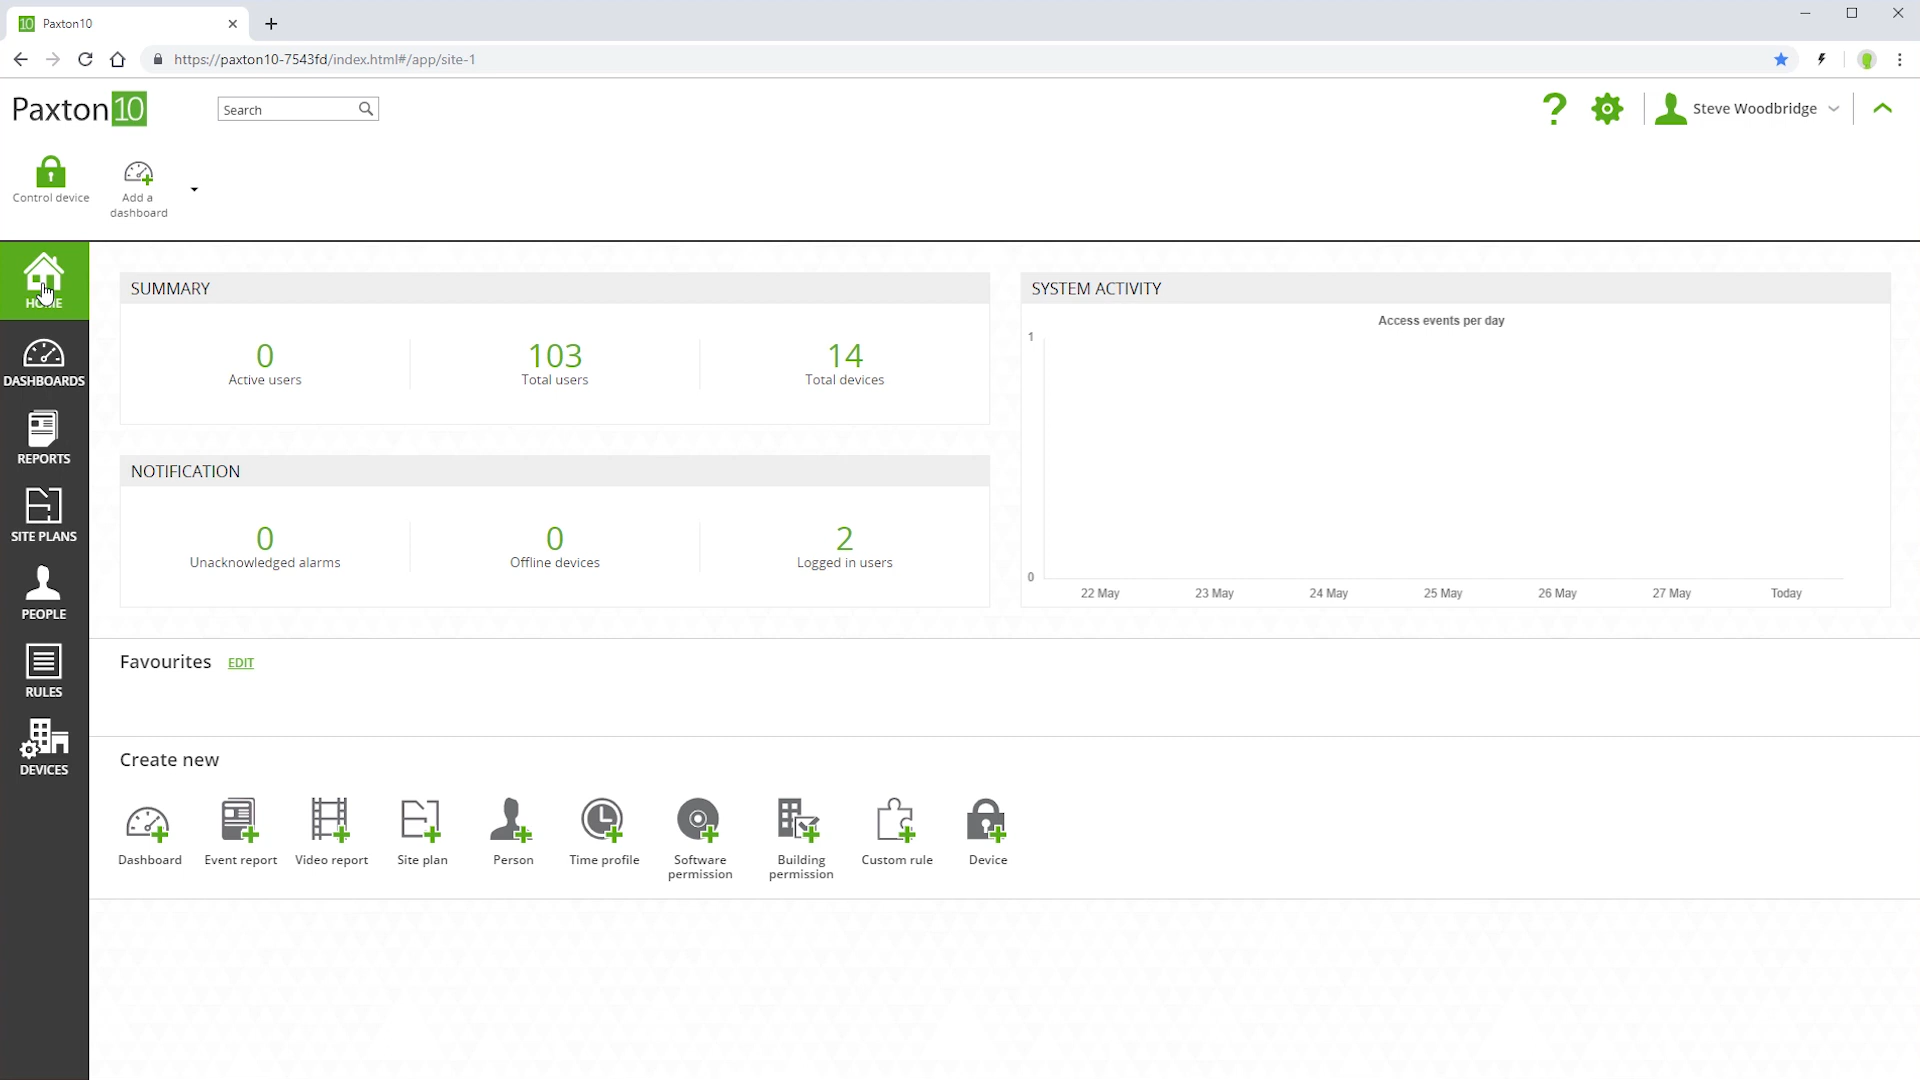 10 Paxton10
https://paxton10-7543fd/index.html#/app/site-1
Paxton10
Search
? Steve Woodbridge
Control device
Add a
dashboard
HOME
DASHBOARDS
REPORTS
SITE PLANS
PEOPLE
RULES
DEVICES
SUMMARY
0
Active users
103
Total users
14
Total devices
NOTIFICATION
0
Unacknowledged alarms
0
Offline devices
2
Logged in users
SYSTEM ACTIVITY
Access events per day
1
0
22 May 23 May 24 May 25 May 26 May 27 May Today
Favourites EDIT
Create new
Dashboard
Event report
Video report
Site plan
Person
Time profile
Software
permission
Building
permission
Custom rule
Device